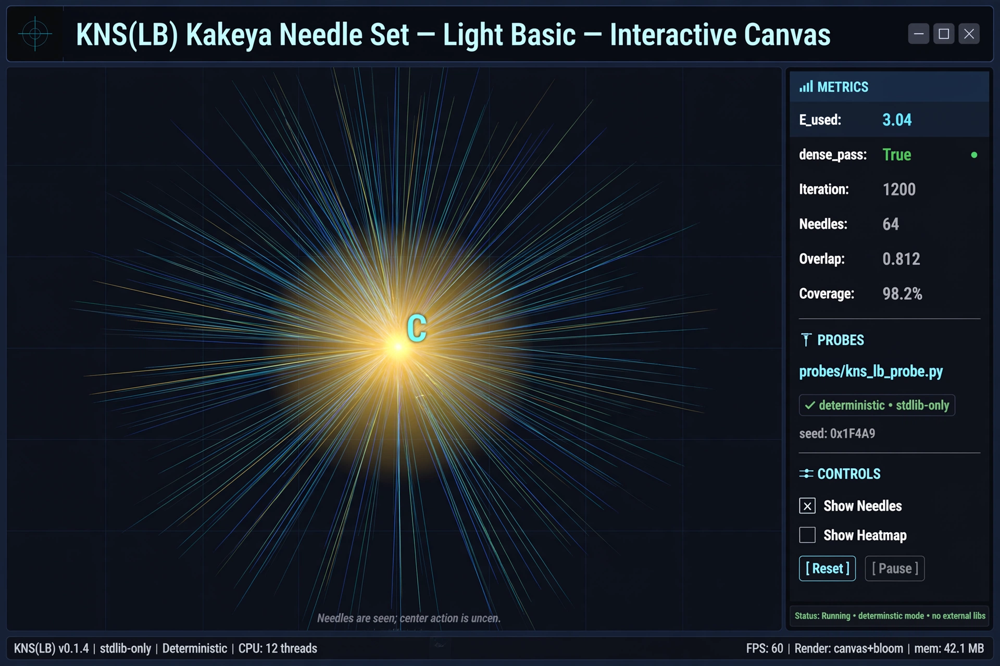 KNS(LB) Kakeya Needle Set — Light Basic — Interactive Canvas
C
Needles are seen; center action is uncen.
METRICS
E_used: 3.04
dense_pass: True
Iteration: 1200
Needles: 64
Overlap: 0.812
Coverage: 98.2%
PROBES
probes/kns_lb_probe.py
deterministic • stdlib-only
seed: 0x1F4A9
CONTROLS
Show Needles
Show Heatmap
[ Reset ] [ Pause ]
Status: Running • determinstic mode • no external libs
KNS(LB) v0.1.4 | stdlib-only | Deterministic | CPU: 12 threads
FPS: 60 | Render: canvas+bloom | mem: 42.1 MB